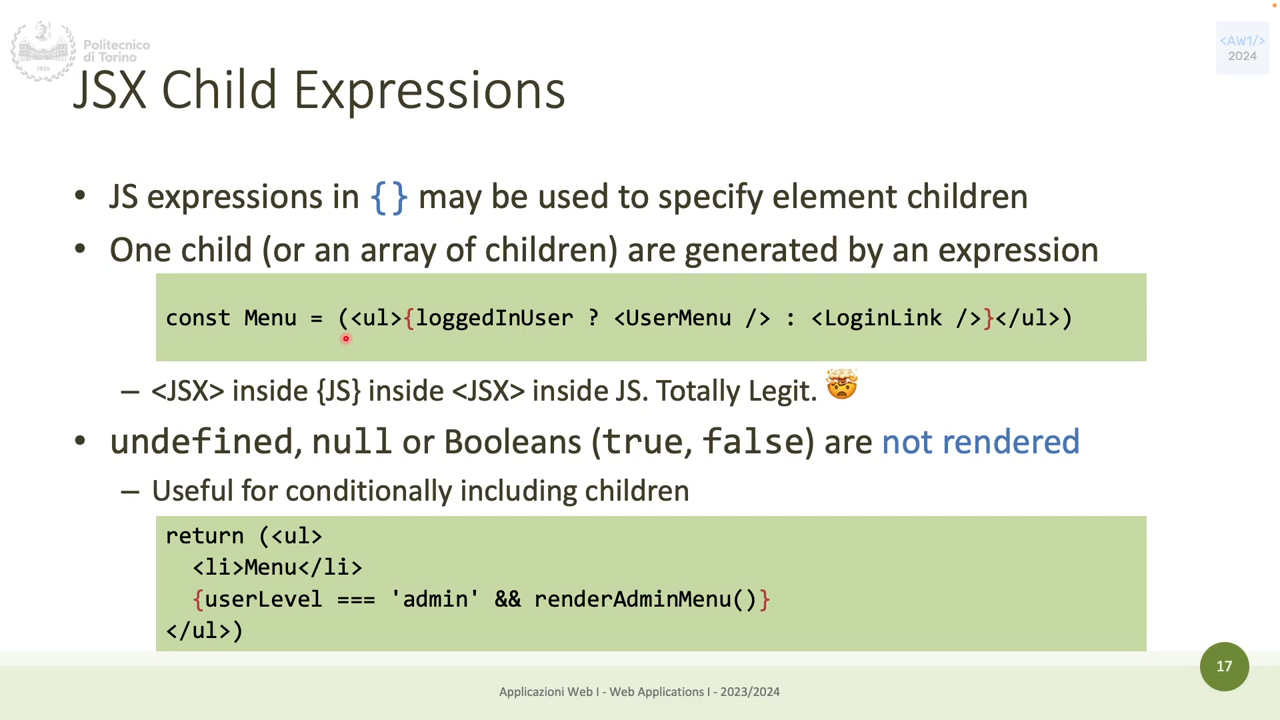 Politecnico
di Torino
1859
<AW1/>
2024
JSX Child Expressions
• JS expressions in {} may be used to specify element children
• One child (or an array of children) are generated by an expression
const Menu = (<ul>{loggedInUser ? <UserMenu /> : <LoginLink />}</ul>)
– <JSX> inside {JS} inside <JSX> inside JS. Totally Legit. 🤯
• undefined, null or Booleans (true, false) are not rendered
– Useful for conditionally including children
return (<ul>
<li>Menu</li>
{userLevel === 'admin' && renderAdminMenu()}
</ul>)
17
Applicazioni Web I - Web Applications I - 2023/2024